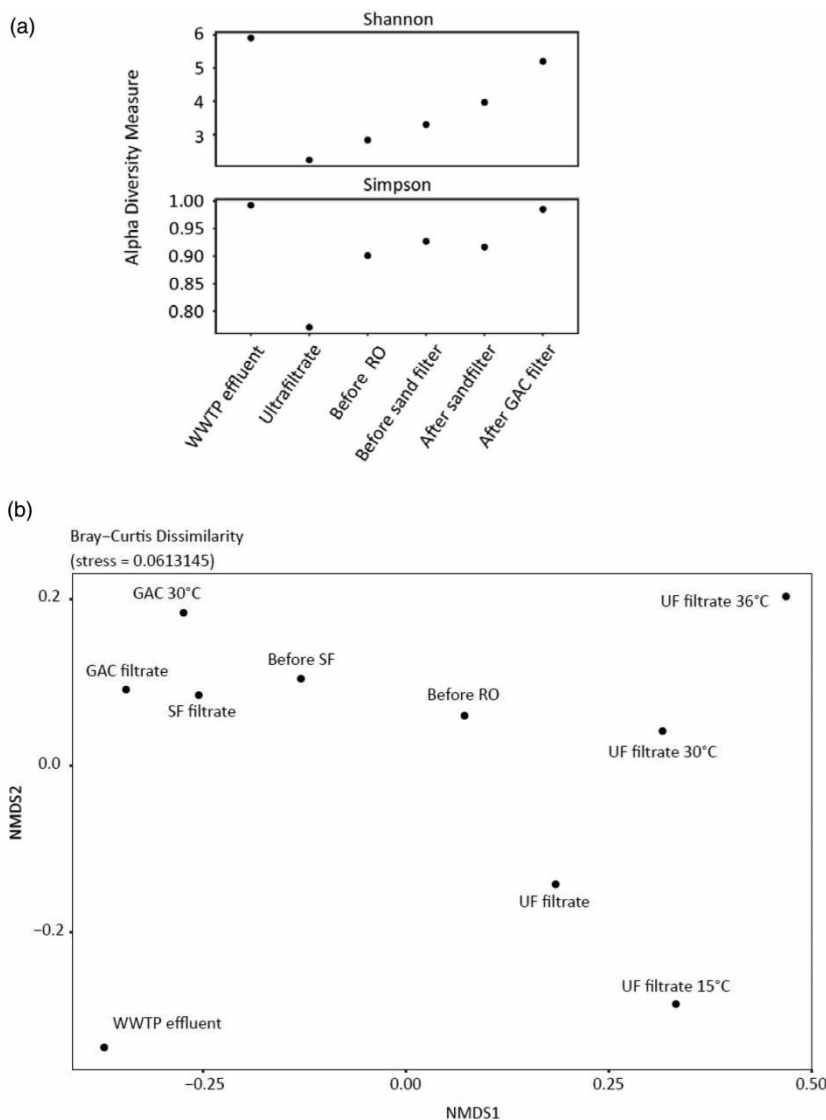 (a)
Shannon
6
5
4
3
Simpson
1.00
0.95
0.90
0.85
0.80
Alpha Diversity Measure
WWTP effluent
Ultrafiltrate
Before RO
Before sand filter
After sandfilter
After GAC filter
(b)
Bray−Curtis Dissimilarity
(stress = 0.0613145)
0.2
0.0
−0.2
NMDS2
GAC 30°C
UF filtrate 36°C
Before SF
GAC filtrate
Before RO
SF filtrate
UF filtrate 30°C
UF filtrate
UF filtrate 15°C
WWTP effluent
−0.25
0.00
0.25
0.50
NMDS1